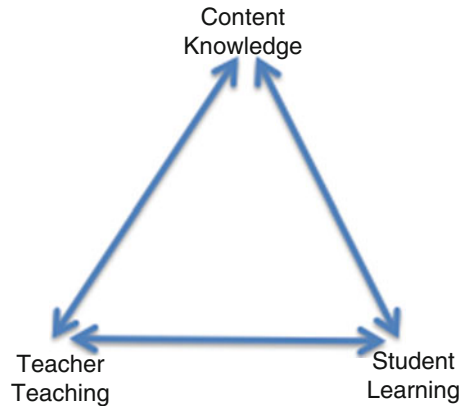 Content
Knowledge
Teacher
Teaching
Student
Learning